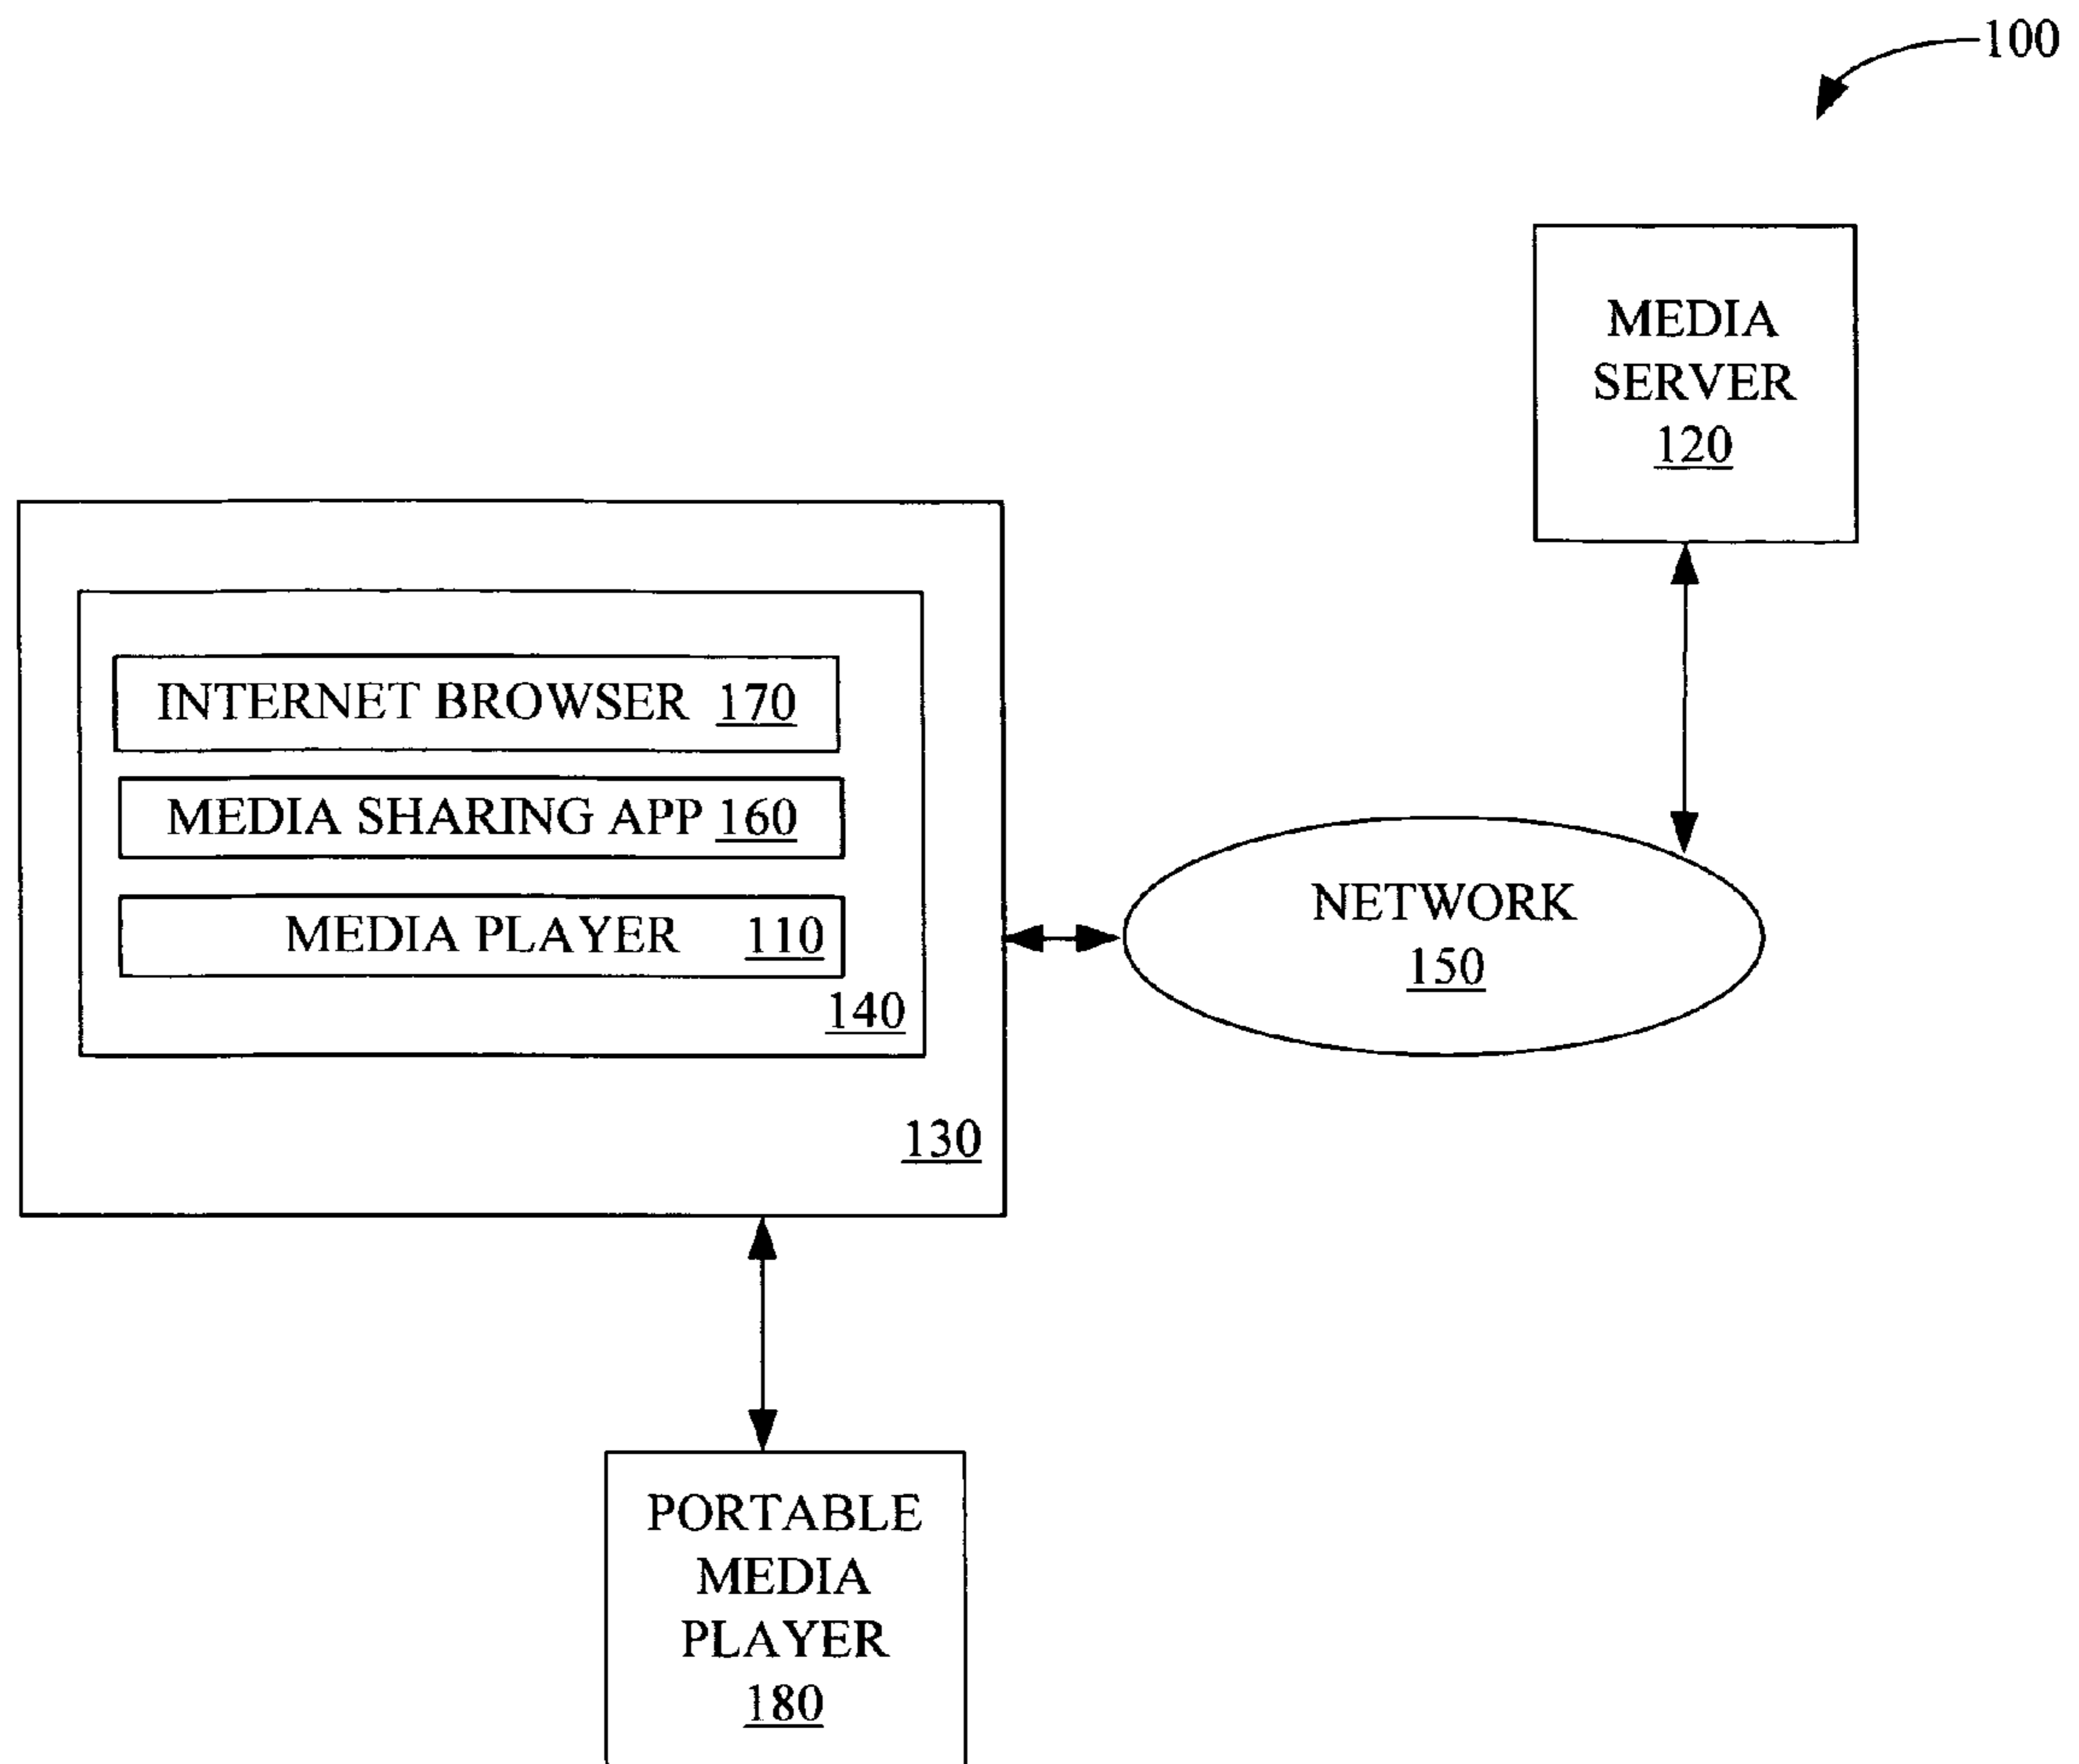 100
MEDIA
SERVER
120
INTERNET BROWSER 170
MEDIA SHARING APP 160
MEDIA PLAYER 110
140
130
NETWORK
150
PORTABLE
MEDIA
PLAYER
180